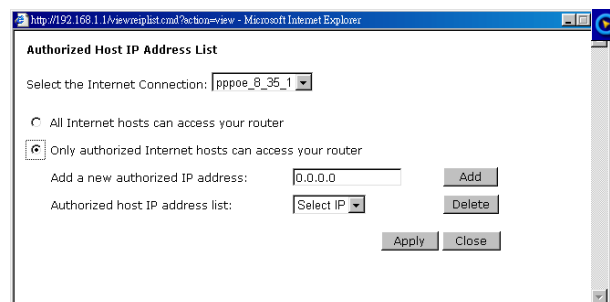 http://192.168.1.1/viewreiplist.cmd?action=view - Microsoft Internet Explorer
Authorized Host IP Address List
Select the Internet Connection: pppoe_8_35_1
All Internet hosts can access your router
Only authorized Internet hosts can access your router
Add a new authorized IP address: 0.0.0.0 Add
Authorized host IP address list: Select IP Delete
Apply Close